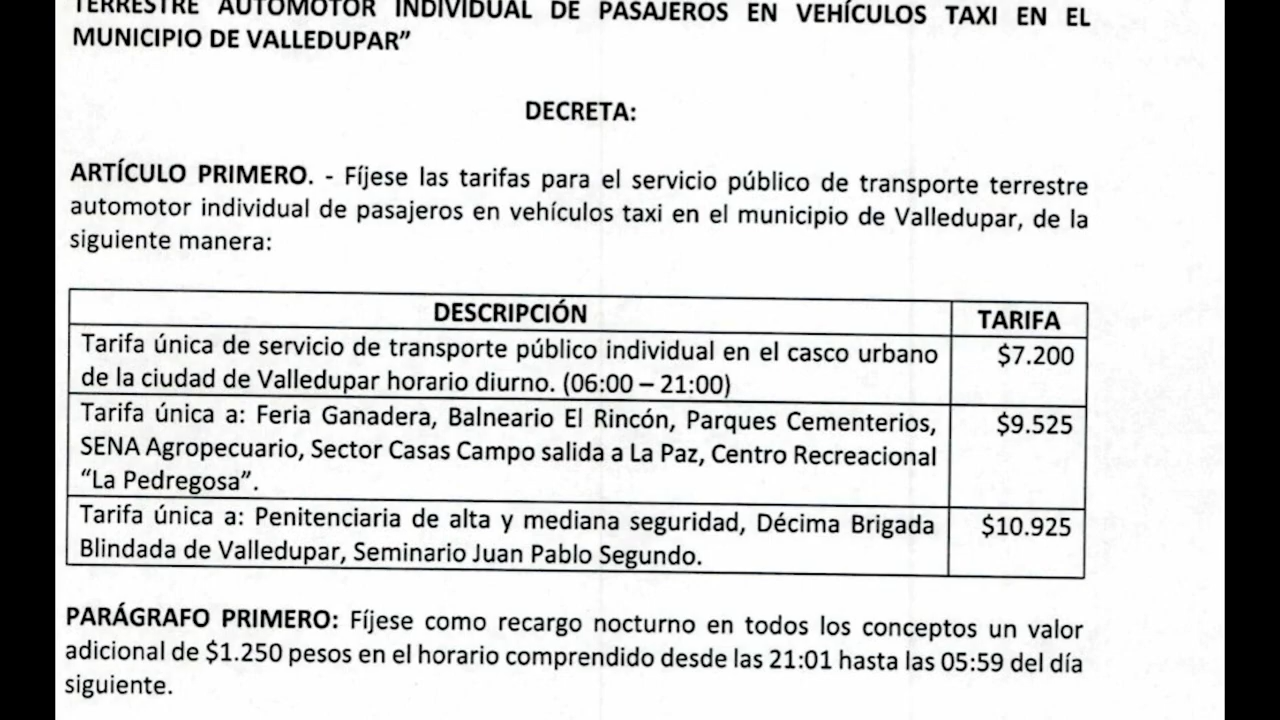 TERRESTRE AUTOMOTOR INDIVIDUAL DE PASAJEROS EN VEHÍCULOS TAXI EN EL
MUNICIPIO DE VALLEDUPAR”
DECRETA:
ARTÍCULO PRIMERO. - Fíjese las tarifas para el servicio público de transporte terrestre
automotor individual de pasajeros en vehículos taxi en el municipio de Valledupar, de la
siguiente manera:
DESCRIPCIÓN TARIFA
Tarifa única de servicio de transporte público individual en el casco urbano $7.200
de la ciudad de Valledupar horario diurno. (06:00 – 21:00)
Tarifa única a: Feria Ganadera, Balneario El Rincón, Parques Cementerios, $9.525
SENA Agropecuario, Sector Casas Campo salida a La Paz, Centro Recreacional
“La Pedregosa”.
Tarifa única a: Penitenciaria de alta y mediana seguridad, Décima Brigada $10.925
Blindada de Valledupar, Seminario Juan Pablo Segundo.
PARÁGRAFO PRIMERO: Fíjese como recargo nocturno en todos los conceptos un valor
adicional de $1.250 pesos en el horario comprendido desde las 21:01 hasta las 05:59 del día
siguiente.